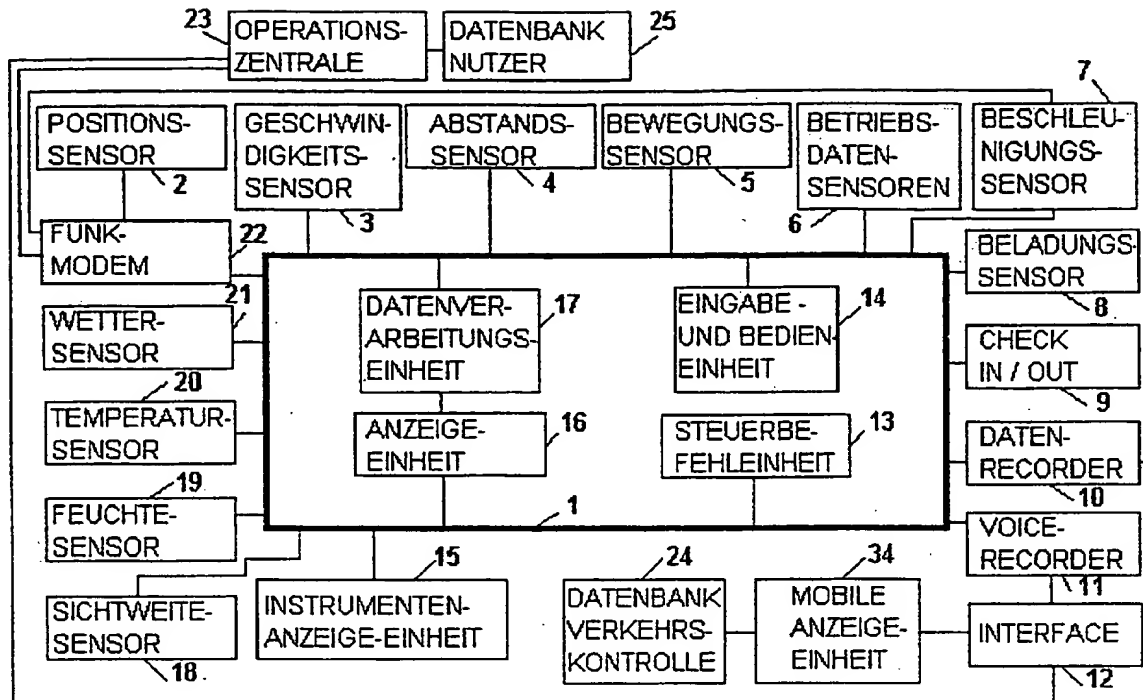 23
OPERATIONS-
ZENTRALE
DATENBANK
NUTZER
25
7
POSITIONS-
SENSOR
2
GESCHWIN-
DIGKEITS-
SENSOR
3
ABSTANDS-
SENSOR
4
BEWEGUNGS-
SENSOR
5
BETRIEBS-
DATEN-
SENSOREN
6
BESCHLEU-
NIGUNGS-
SENSOR
FUNK-
MODEM
22
BELADUNGS-
SENSOR
8
21
WETTER-
SENSOR
DATENVER-
ARBEITUNGS-
EINHEIT
17
EINGABE -
-UND BEDIEN-
EINHEIT
14
CHECK
IN / OUT
9
20
TEMPERATUR-
SENSOR
ANZEIGE-
EINHEIT
16
STEUERBE-
FEHLEINHEIT
13
DATEN-
RECORDER
10
19
FEUCHTE-
SENSOR
1
VOICE-
RECORDER
11
SICHTWEITE-
SENSOR
18
15
INSTRUMENTEN-
ANZEIGE-EINHEIT
24
DATENBANK
VERKEHRS-
KONTROLLE
34
MOBILE
ANZEIGE-
EINHEIT
INTERFACE
12